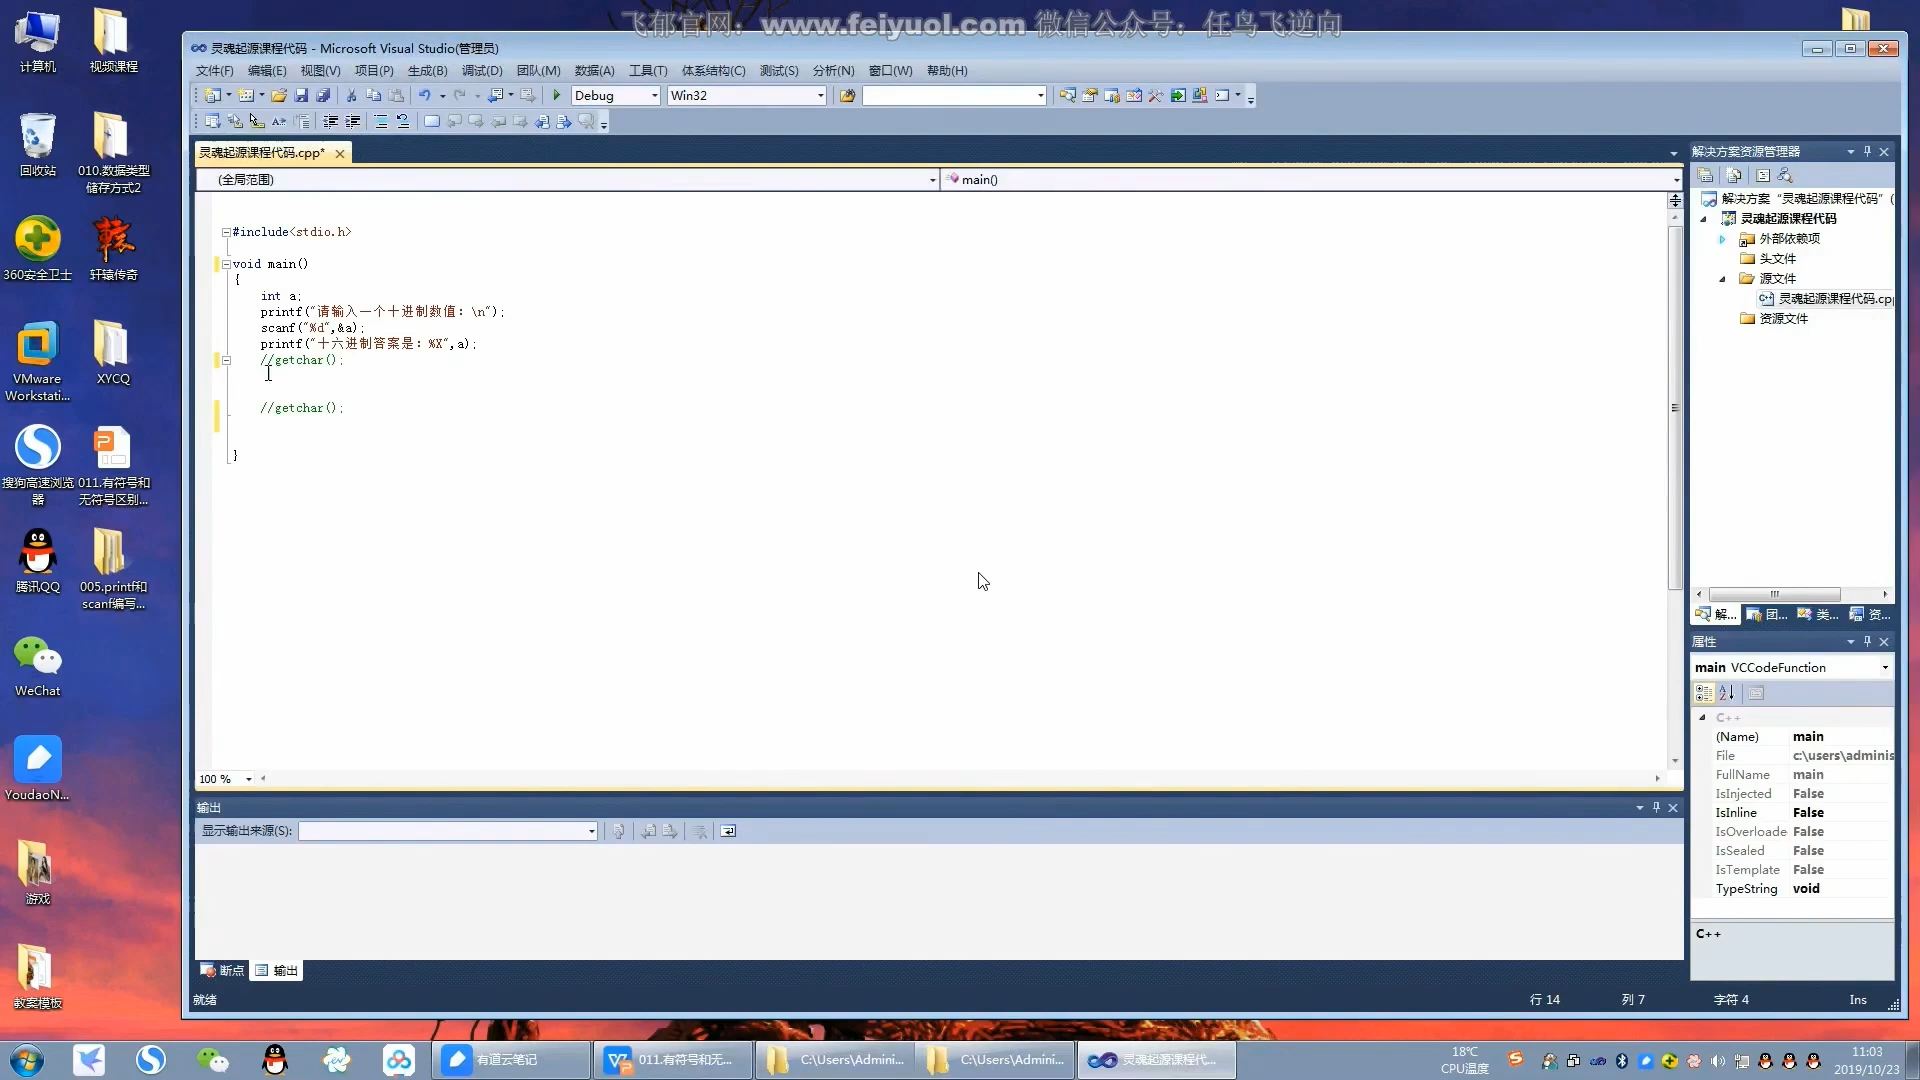 飞郁官网：www.feiyuol.com 微信公众号：任鸟飞逆向
计算机
视频课程
回收站
010.数据类型
储存方式2
360安全卫士
轩辕传奇
VMware
Workstati...
XYCQ
搜狗高速浏览
器
011.有符号和
无符号区别...
腾讯QQ
005.printf和
scanf编写...
WeChat
YoudaoN...
游戏
教案模板
灵魂起源课程代码 - Microsoft Visual Studio(管理员)
文件(F) 编辑(E) 视图(V) 项目(P) 生成(B) 调试(D) 团队(M) 数据(A) 工具(T) 体系结构(C) 测试(S) 分析(N) 窗口(W) 帮助(H)
Debug Win32
灵魂起源课程代码.cpp*
(全局范围) main()
#include<stdio.h>
void main()
{
int a;
printf("请输入一个十进制数值：\n");
scanf("%d",&a);
printf("十六进制答案是：%X",a);
//getchar();
//getchar();
}
100 %
输出
显示输出来源(S):
断点 输出
就绪 行 14 列 7 字符 4 Ins
解决方案资源管理器
解决方案 "灵魂起源课程代码" (
灵魂起源课程代码
外部依赖项
头文件
源文件
灵魂起源课程代码.cpp
资源文件
解... 团... 类... 资...
属性
main VCCodeFunction
C++
(Name) main
File c:\users\adminis
FullName main
IsInjected False
IsInline False
IsOverloade False
IsSealed False
IsTemplate False
TypeString void
C++
有道云笔记
011.有符号和无...
C:\Users\Admini...
C:\Users\Admini...
灵魂起源课程代...
18℃
CPU温度
11:03
2019/10/23